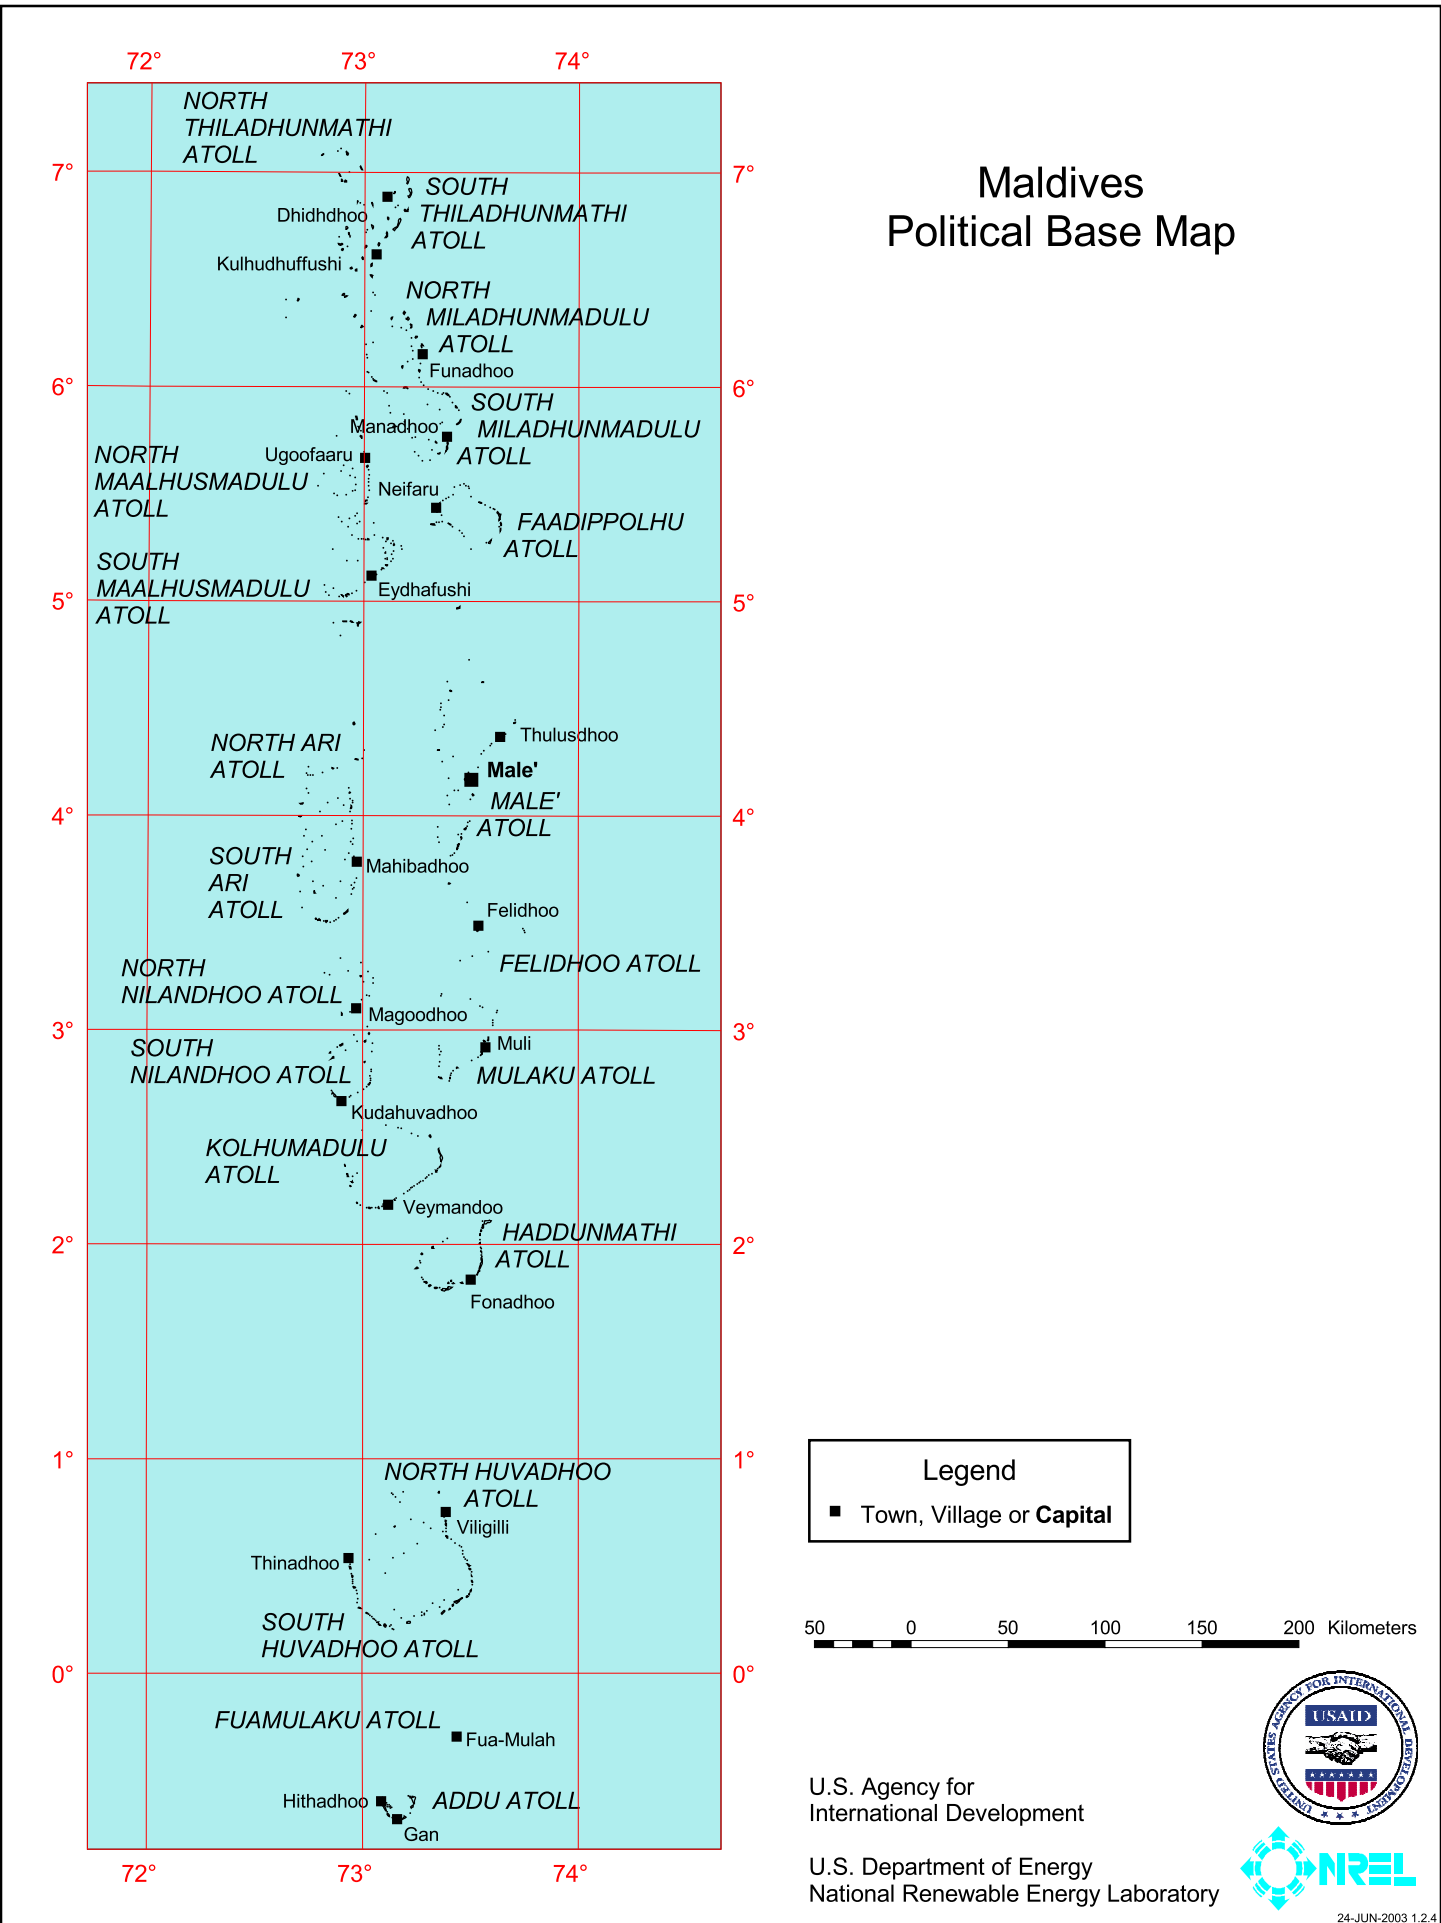 72° 73° 74°
NORTH
THILADHUNMATHI
ATOLL
7° 7°
SOUTH
THILADHUNMATHI
ATOLL
Dhidhdhoo
Kulhudhuffushi
NORTH
MILADHUNMADULU
ATOLL
Funadhoo
6° 6°
SOUTH
MILADHUNMADULU
ATOLL
Manadhoo
Ugoofaaru
NORTH
MAALHUSMADULU
ATOLL
Neifaru
FAADIPPOLHU
ATOLL
SOUTH
MAALHUSMADULU
ATOLL
Eydhafushi
5° 5°
Thulusdhoo
NORTH ARI
ATOLL
Male'
MALE'
ATOLL
4° 4°
SOUTH
ARI
ATOLL
Mahibadhoo
Felidhoo
FELIDHOO ATOLL
NORTH
NILANDHOO ATOLL
Magoodhoo
3° 3°
Muli
SOUTH
NILANDHOO ATOLL
MULAKU ATOLL
Kudahuvadhoo
KOLHUMADULU
ATOLL
Veymandoo
HADDUNMATHI
ATOLL
2° 2°
Fonadhoo
1° 1°
NORTH HUVADHOO
ATOLL
Viligilli
Thinadhoo
SOUTH
HUVADHOO ATOLL
0° 0°
FUAMULAKU ATOLL
Fua-Mulah
Hithadhoo
ADDU ATOLL
Gan
72° 73° 74°
Maldives
Political Base Map
Legend
Town, Village or Capital
50 0 50 100 150 200 Kilometers
UNITED STATES AGENCY FOR INTERNATIONAL DEVELOPMENT
USAID
U.S. Agency for
International Development
U.S. Department of Energy
National Renewable Energy Laboratory
NREL
24-JUN-2003 1.2.4